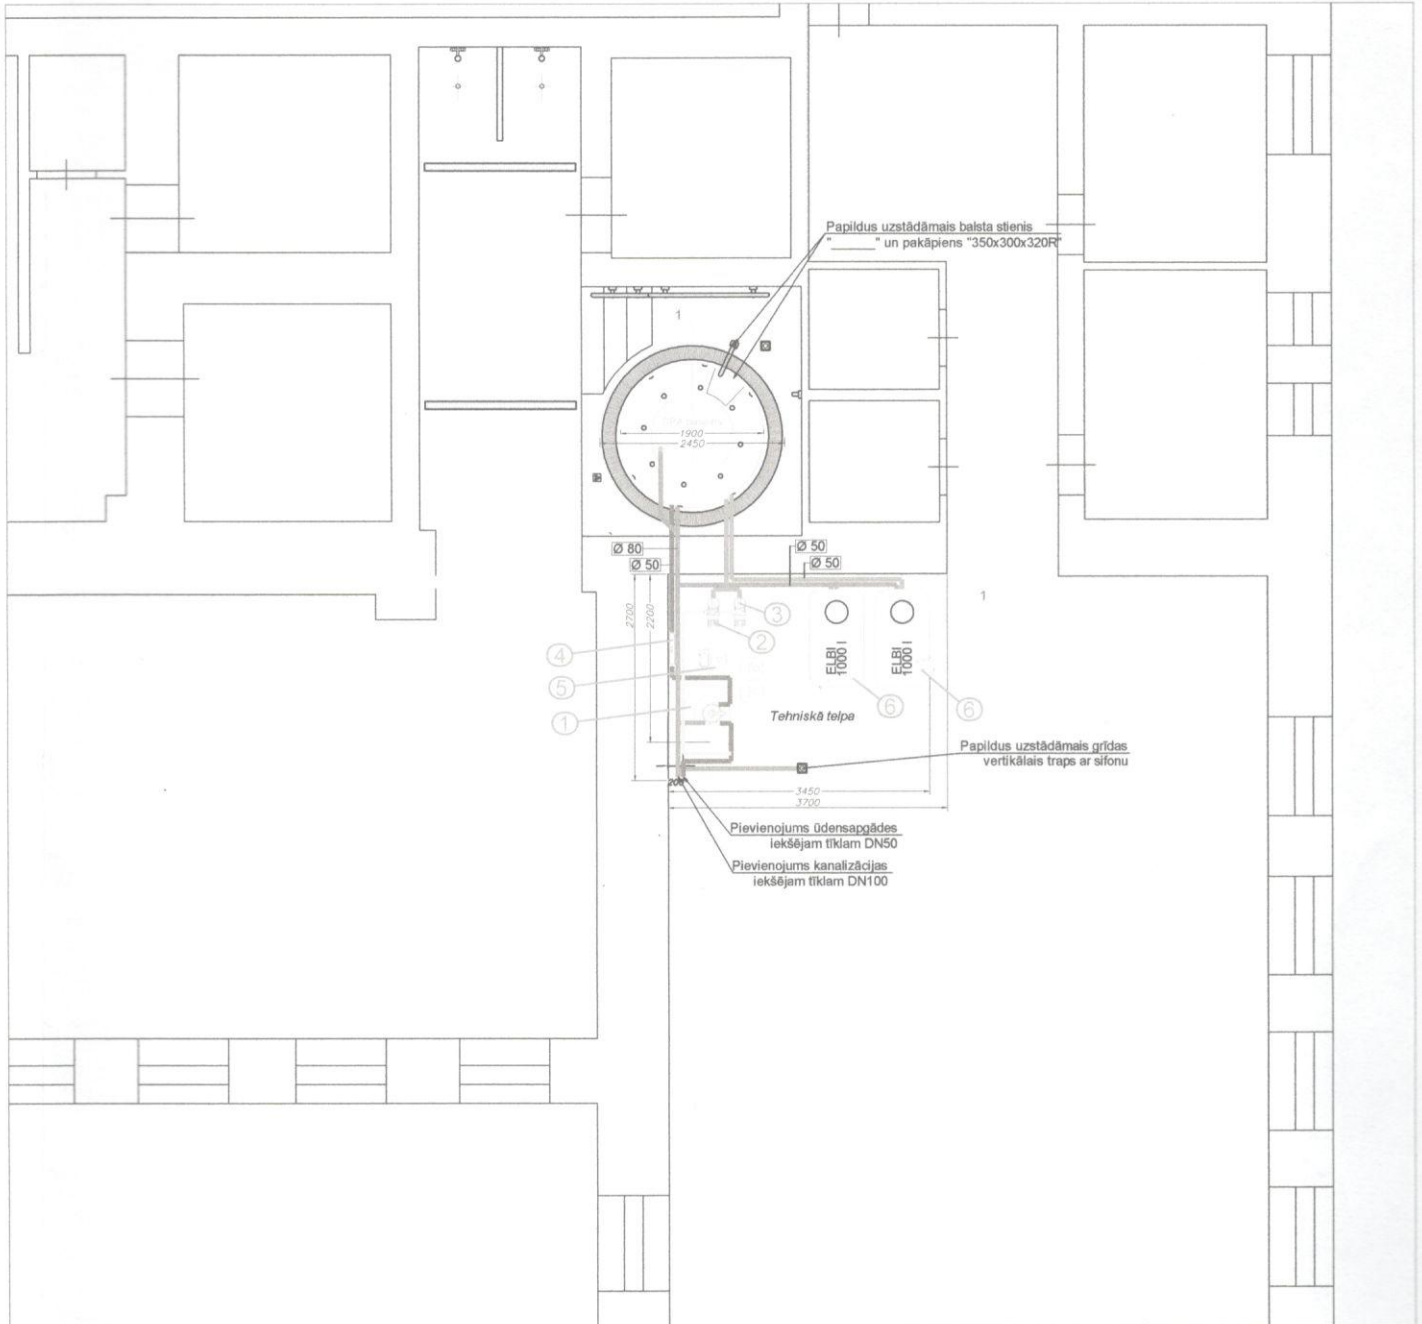 Papildus uzstādāmais balsta stienis
"______" un pakāpiens "350x300x320R"
1
1900
2450
Ø 80
Ø 50
Ø 50
Ø 50
1
2700
2200
3
2
4
5
1
ELBI
1000 l
ELBI
1000 l
6
6
Tehniskā telpa
Papildus uzstādāmais grīdas
vertikālais traps ar sifonu
3450
3700
Pievienojums ūdensapgādes
iekšējam tīklam DN50
Pievienojums kanalizācijas
iekšējam tīklam DN100